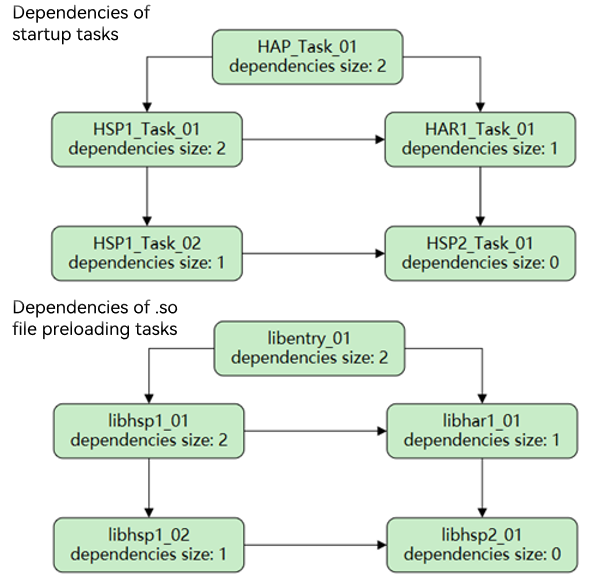 Dependencies of
startup tasks
HAP_Task_01
dependencies size: 2
HSP1_Task_01
dependencies size: 2
HAR1_Task_01
dependencies size: 1
HSP1_Task_02
dependencies size: 1
HSP2_Task_01
dependencies size: 0
Dependencies of .so
file preloading tasks
libentry_01
dependencies size: 2
libhsp1_01
dependencies size: 2
libhar1_01
dependencies size: 1
libhsp1_02
dependencies size: 1
libhsp2_01
dependencies size: 0